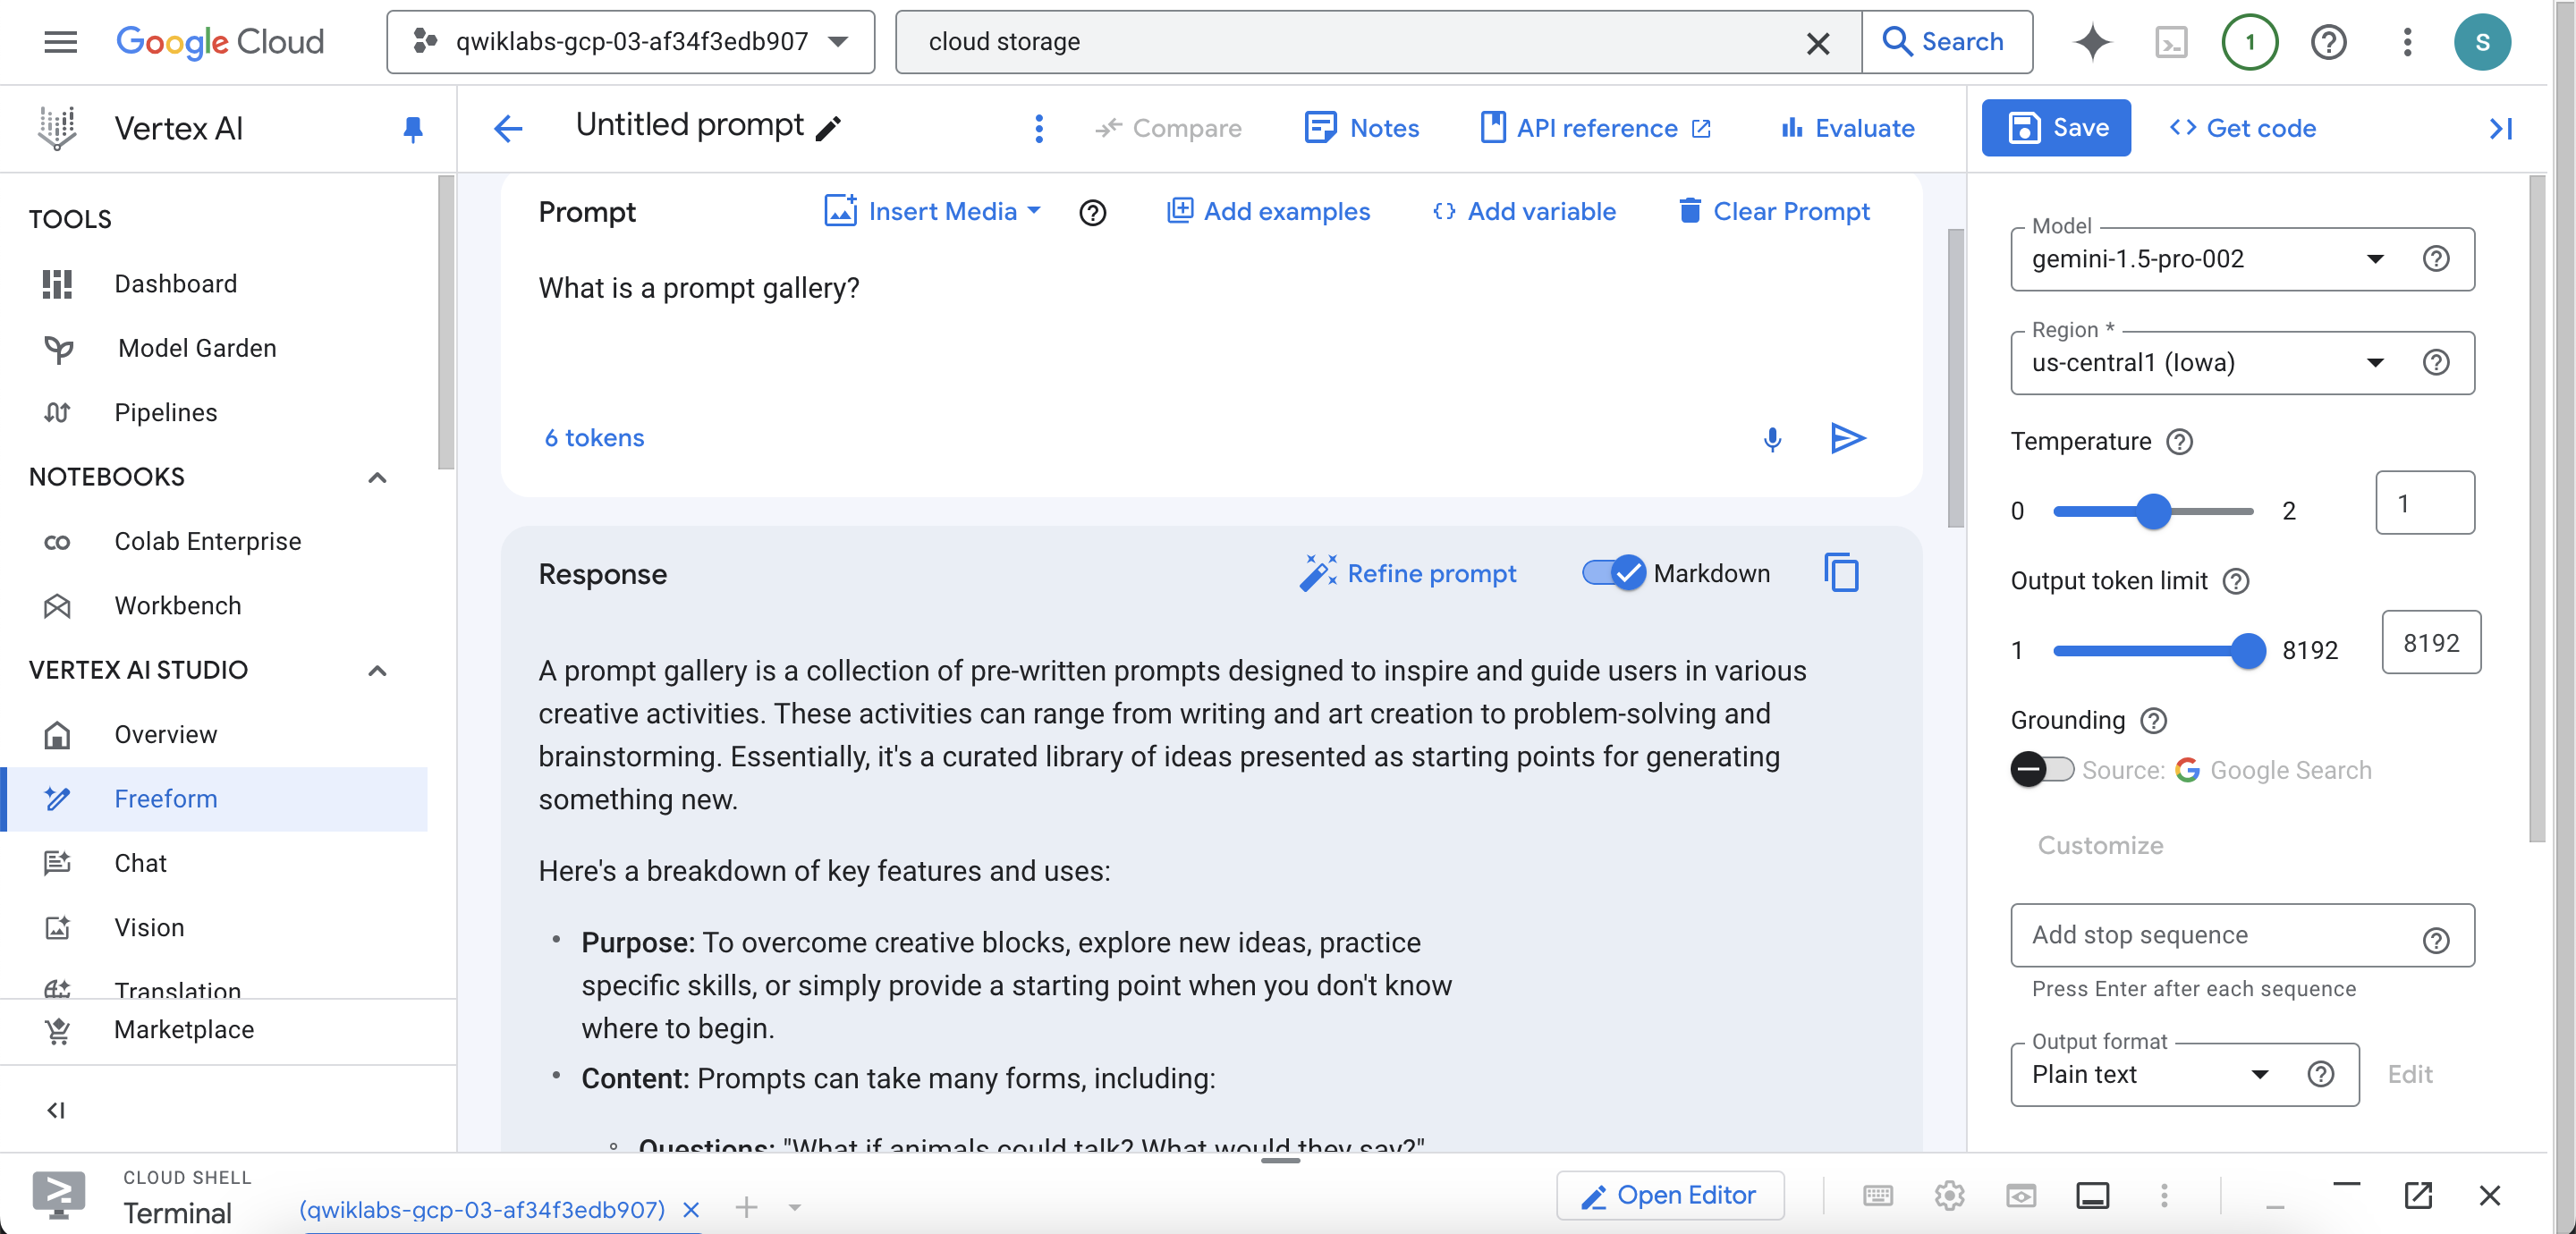 Google Cloud
qwiklabs-gcp-03-af34f3edb907
cloud storage
Search
1
S
Vertex AI
Untitled prompt
Compare
Notes
API reference
Evaluate
Save
Get code
TOOLS
Dashboard
Model Garden
Pipelines
NOTEBOOKS
Colab Enterprise
Workbench
VERTEX AI STUDIO
Overview
Freeform
Chat
Vision
Translation
Marketplace
Prompt
Insert Media
Add examples
Add variable
Clear Prompt
What is a prompt gallery?
6 tokens
Response
Refine prompt
Markdown
A prompt gallery is a collection of pre-written prompts designed to inspire and guide users in various
creative activities. These activities can range from writing and art creation to problem-solving and
brainstorming. Essentially, it's a curated library of ideas presented as starting points for generating
something new.
Here's a breakdown of key features and uses:
• Purpose: To overcome creative blocks, explore new ideas, practice
specific skills, or simply provide a starting point when you don't know
where to begin.
• Content: Prompts can take many forms, including:
◦ Questions: "What if animals could talk? What would they say?"
Model
gemini-1.5-pro-002
Region *
us-central1 (Iowa)
Temperature
0
2
1
Output token limit
1
8192
8192
Grounding
Source: Google Search
Customize
Add stop sequence
Press Enter after each sequence
Output format
Plain text
Edit
CLOUD SHELL
Terminal
(qwiklabs-gcp-03-af34f3edb907)
Open Editor